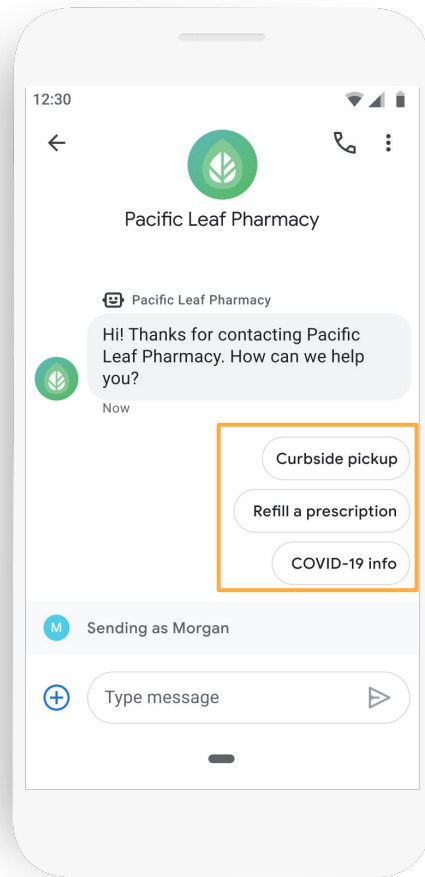 12:30
Pacific Leaf Pharmacy
Pacific Leaf Pharmacy
Hi! Thanks for contacting Pacific
Leaf Pharmacy. How can we help
you?
Now
Curbside pickup
Refill a prescription
COVID-19 info
M
Sending as Morgan
Type message